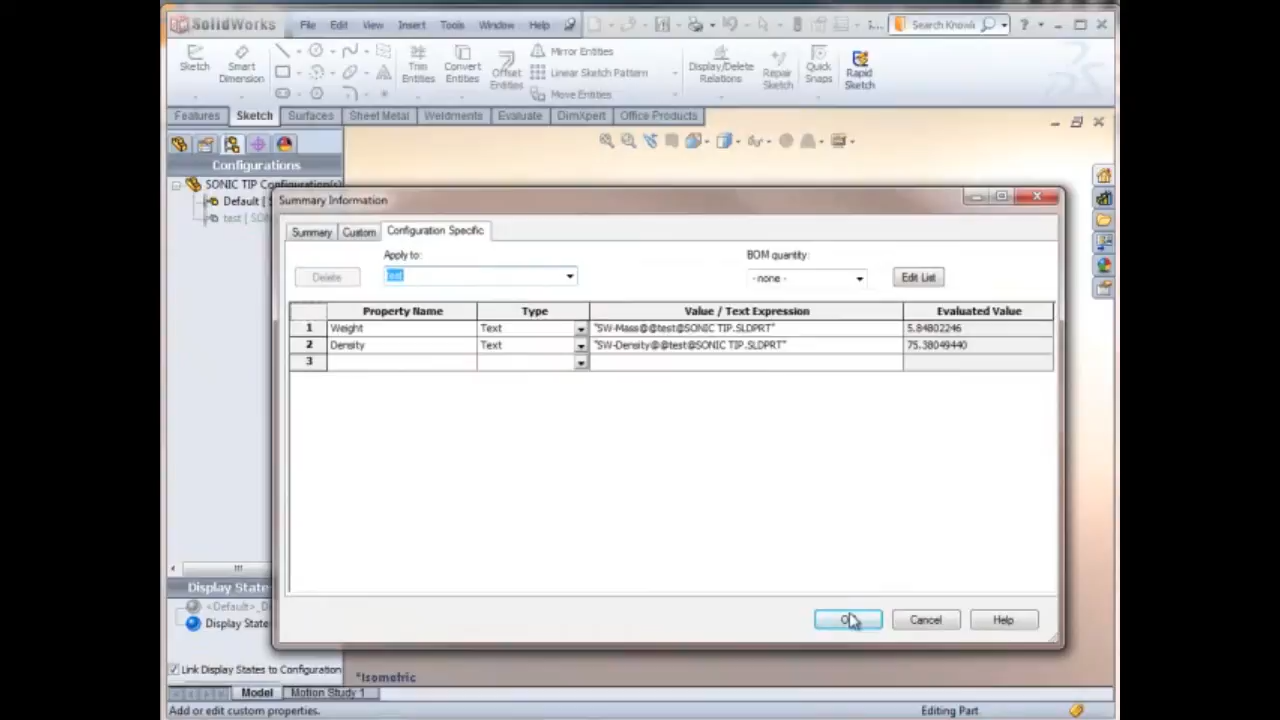 SolidWorks File Edit View Insert Tools Window Help
Sketch Smart Dimension Trim Entities Convert Entities Offset Entities
Mirror Entities
Linear Sketch Pattern
Move Entities
Display/Delete Relations Repair Sketch Quick Snaps Rapid Sketch
Features Sketch Surfaces Sheet Metal Weldments Evaluate DimXpert Office Products
Configurations
SONIC TIP Configuration(s)
Default [
test [
Summary Information
Summary Custom Configuration Specific
Apply to: BOM quantity:
Delete test - none - Edit List
Property Name Type Value / Text Expression Evaluated Value
1 Weight Text "SW-Mass@@test@SONIC TIP.SLDPRT" 5.84802246
2 Density Text "SW-Density@@test@SONIC TIP.SLDPRT" 75.38049440
3
Cancel Help
Display State
<Default>_D
Display State
Link Display States to Configuration
*Isometric
Model Motion Study 1
Add or edit custom properties. Editing Part